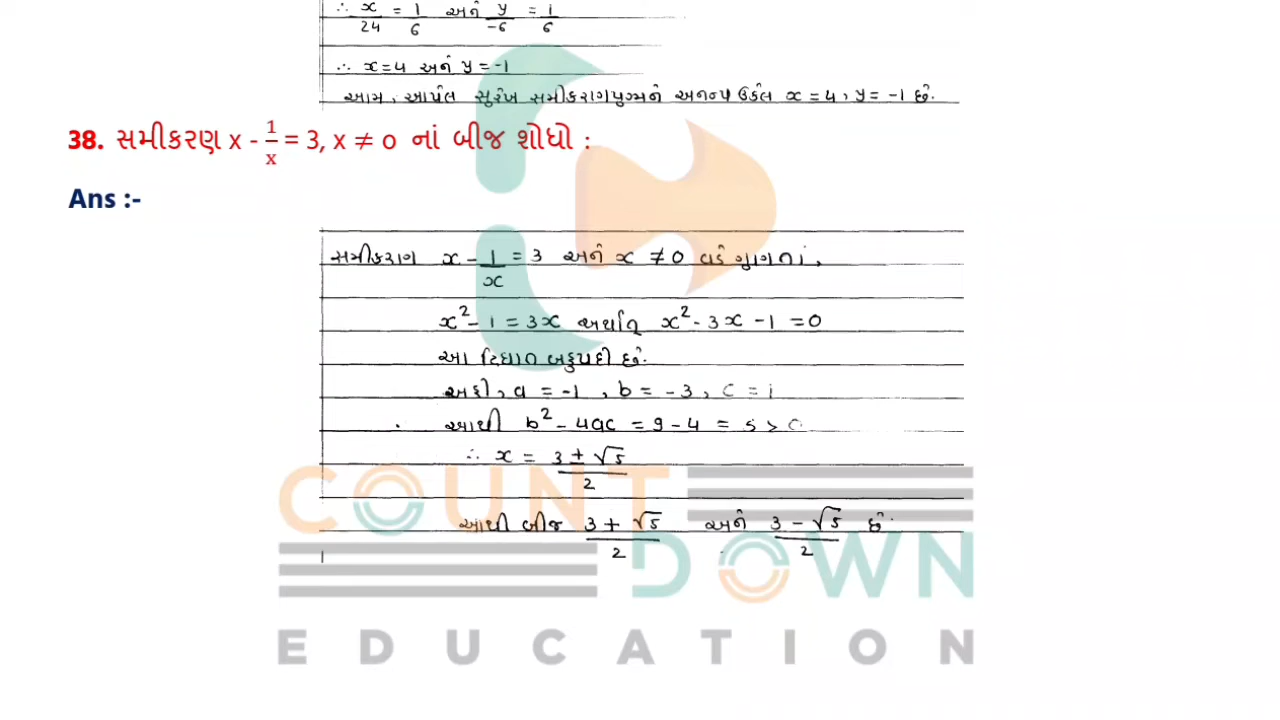 ∴ x/24 = 1/6 અને y/-6 = 1/6
∴ x=4 અને y=-1
આમ, આપેલ સુરેખ સમીકરણયુગ્મને અનન્ય ઉકેલ x=4, y=-1 છે.
38. સમીકરણ x - 1/x = 3, x ≠ 0 નાં બીજ શોધો :
Ans :-
સમીકરણ x - 1/x = 3 અને x ≠ 0 વડે ગુણતાં,
x² - 1 = 3x અર્થાત્ x² - 3x - 1 = 0
આ દ્વિઘાત બહુપદી છે.
અહીં, a = -1, b = -3, c = 1
આથી b² - 4ac = 9 - 4 = 5 > 0
∴ x = 3 ± √5/2
આથી બીજ 3 + √5/2 અને 3 - √5/2 છે.
COUNT
DOWN
EDUCATION